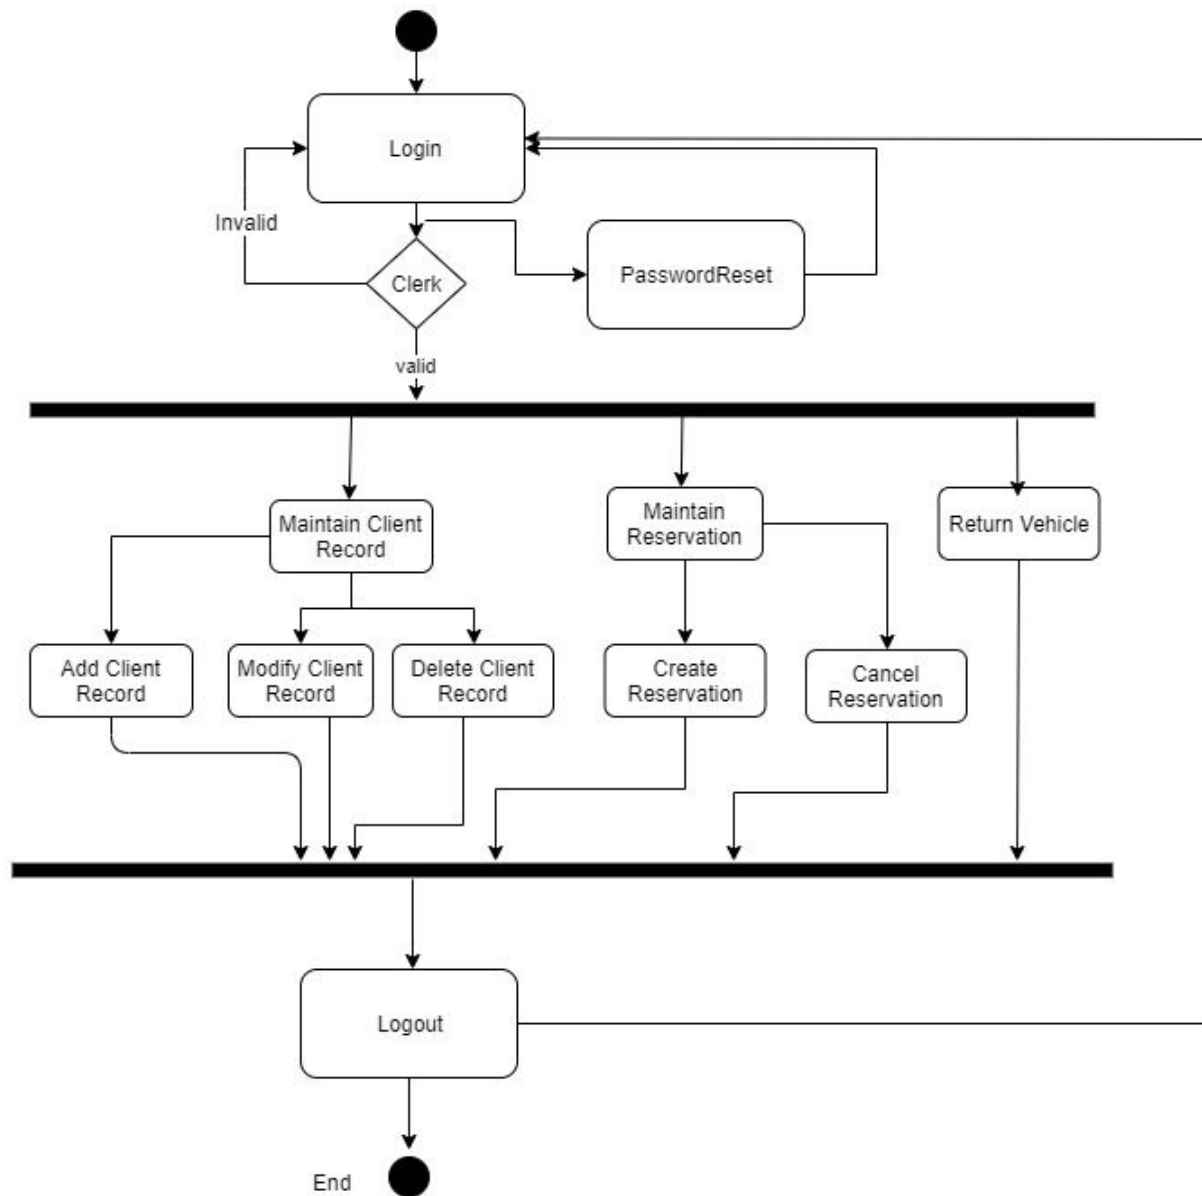 Login
Invalid
Clerk
PasswordReset
valid
Maintain Client
Record
Maintain
Reservation
Return Vehicle
Add Client
Record
Modify Client
Record
Delete Client
Record
Create
Reservation
Cancel
Reservation
Logout
End